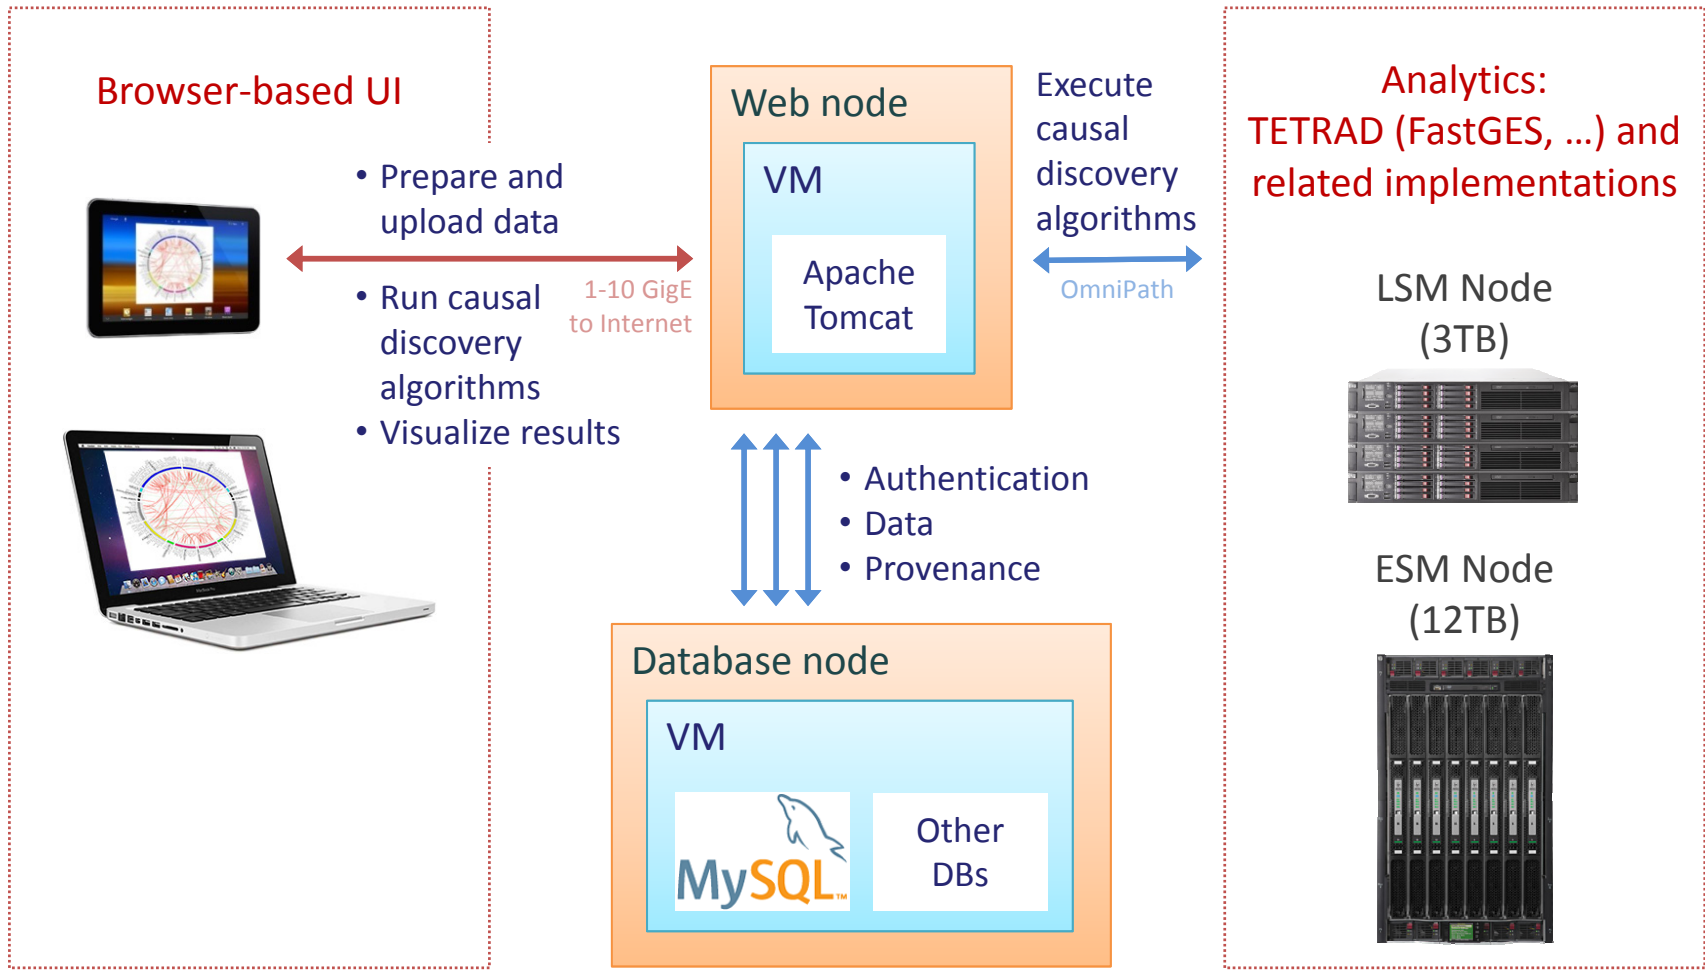 Browser-based UI
• Prepare and
upload data
1-10 GigE
to Internet
• Run causal
discovery
algorithms
• Visualize results
Web node
VM
Apache
Tomcat
Execute
causal
discovery
algorithms
OmniPath
• Authentication
• Data
• Provenance
Database node
VM
MySQL™
Other
DBs
Analytics:
TETRAD (FastGES, ...) and
related implementations
LSM Node
(3TB)
ESM Node
(12TB)